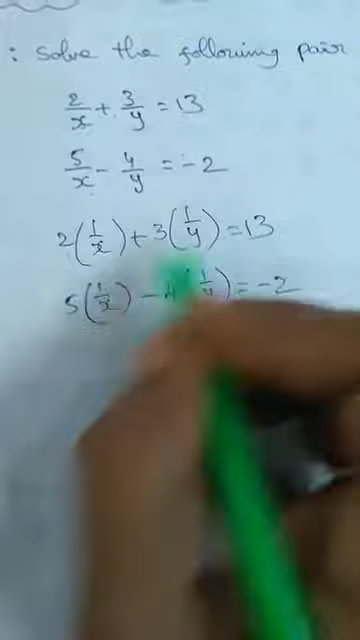 : Solve the following pair
2/x + 3/y = 13
5/x - 4/y = -2
2(1/x) + 3(1/y) = 13
5(1/x) - 4(1/y) = -2